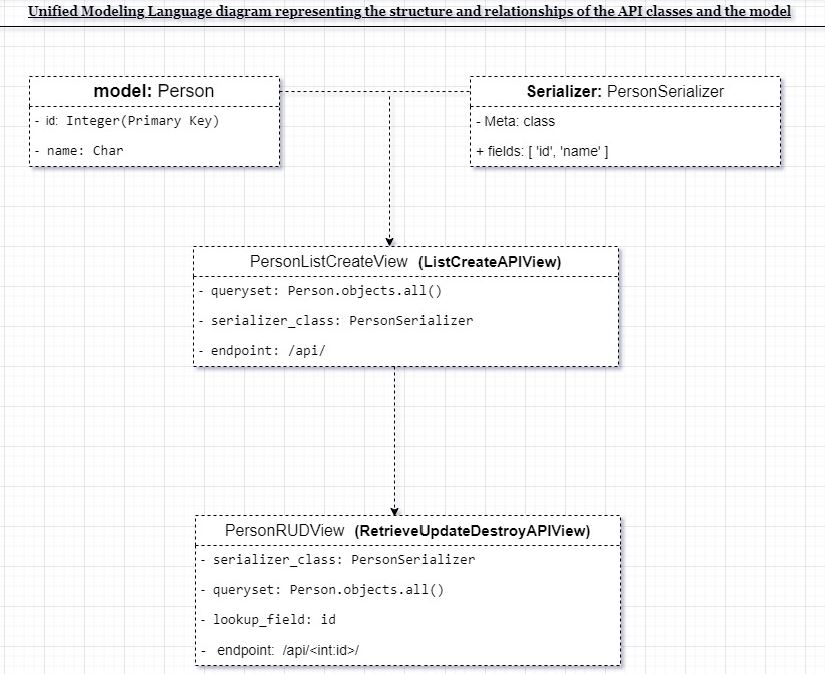 Unified Modeling Language diagram representing the structure and relationships of the API classes and the model
model: Person
- id: Integer(Primary Key)
- name: Char
Serializer: PersonSerializer
- Meta: class
+ fields: [ 'id', 'name' ]
PersonListCreateView (ListCreateAPIView)
- queryset: Person.objects.all()
- serializer_class: PersonSerializer
- endpoint: /api/
PersonRUDView (RetrieveUpdateDestroyAPIView)
- serializer_class: PersonSerializer
- queryset: Person.objects.all()
- lookup_field: id
- endpoint: /api/<int:id>/